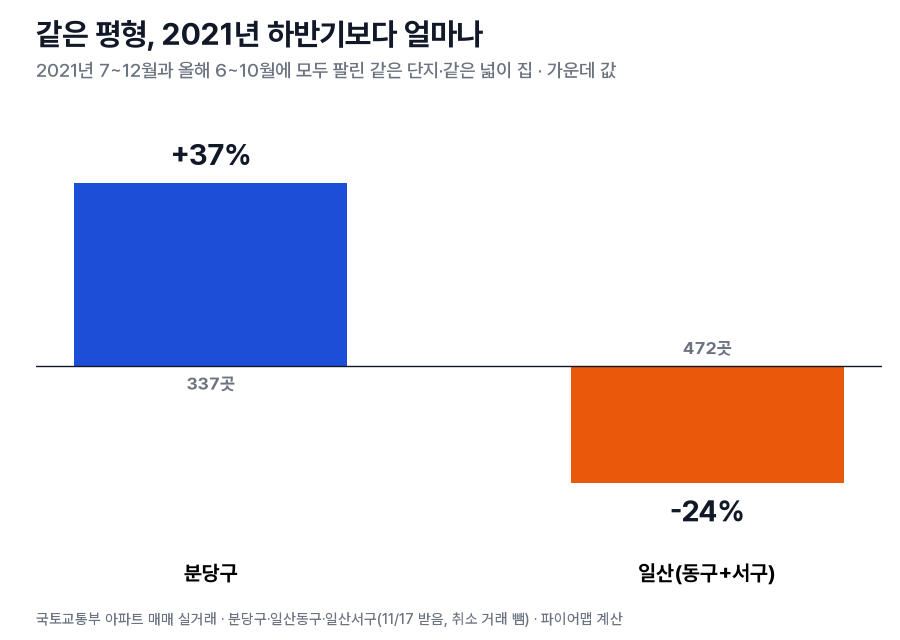 같은 평형, 2021년 하반기보다 얼마나
2021년 7~12월과 올해 6~10월에 모두 팔린 같은 단지·같은 넓이 집 · 가운데 값
+37%
472곳
337곳
-24%
분당구
일산(동구+서구)
국토교통부 아파트 매매 실거래 · 분당구·일산동구·일산서구(11/17 받음, 취소 거래 뺌) · 파이어맵 계산